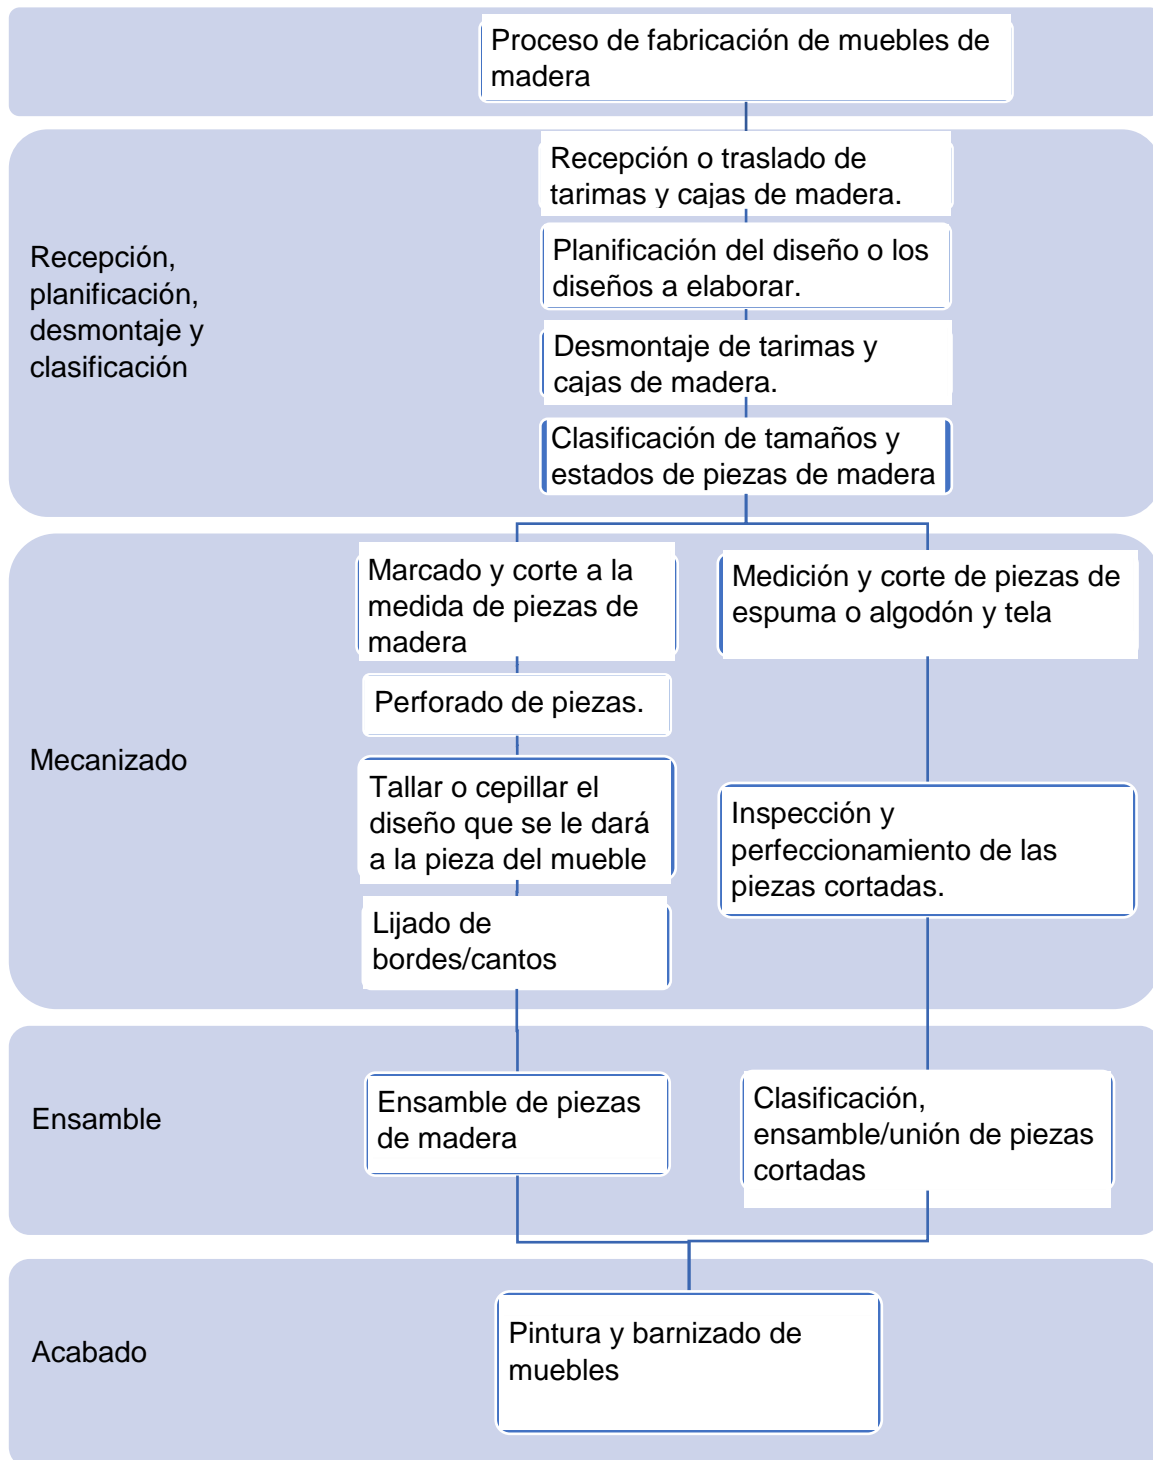 Proceso de fabricación de muebles de
madera
Recepción,
planificación,
desmontaje y
clasificación
Recepción o traslado de
tarimas y cajas de madera.
Planificación del diseño o los
diseños a elaborar.
Desmontaje de tarimas y
cajas de madera.
Clasificación de tamaños y
estados de piezas de madera
Mecanizado
Marcado y corte a la
medida de piezas de
madera
Perforado de piezas.
Tallar o cepillar el
diseño que se le dará
a la pieza del mueble
Lijado de
bordes/cantos
Medición y corte de piezas de
espuma o algodón y tela
Inspección y
perfeccionamiento de las
piezas cortadas.
Ensamble
Ensamble de piezas
de madera
Clasificación,
ensamble/unión de piezas
cortadas
Acabado
Pintura y barnizado de
muebles